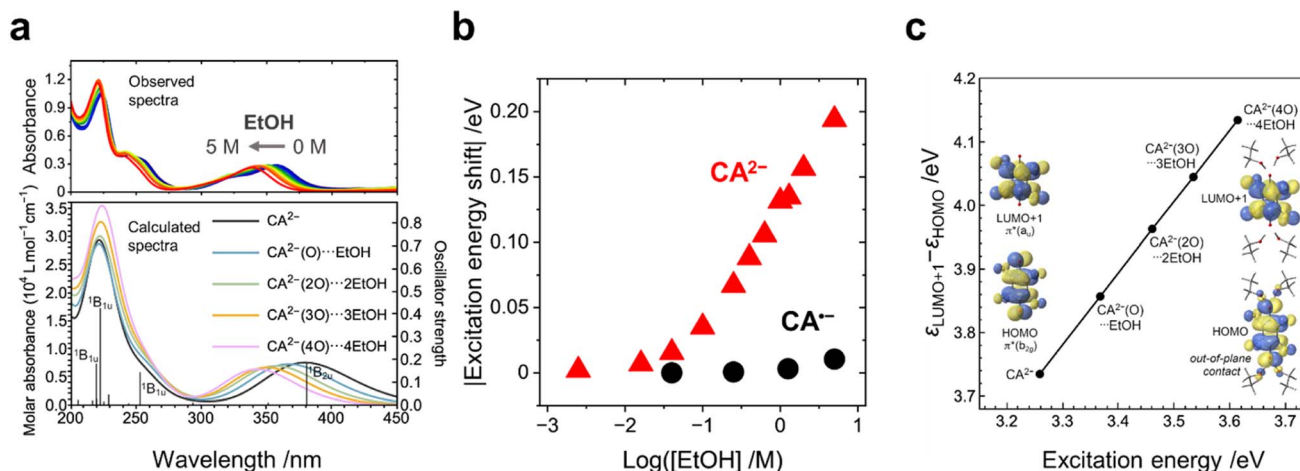 a
Observed spectra
EtOH
5 M ← 0 M
Absorbance
1.2
0.9
0.6
0.3
0
Calculated spectra
CA²⁻
CA²⁻(O)···EtOH
CA²⁻(2O)···2EtOH
CA²⁻(3O)···3EtOH
CA²⁻(4O)···4EtOH
¹B₁ᵤ
¹B₁ᵤ
¹B₁ᵤ
¹B₂ᵤ
Molar absorbance (10⁴ Lmol⁻¹cm⁻¹)
3.5
3.0
2.5
2.0
1.5
1.0
0.5
0.0
Oscillator strength
0.8
0.7
0.6
0.5
0.4
0.3
0.2
0.1
0.0
200 250 300 350 400 450
Wavelength /nm
b
|Excitation energy shift| /eV
0.20
0.15
0.10
0.05
0
CA²⁻
CA•⁻
−3 −2 −1 0 1
Log([EtOH] /M)
c
εLUMO+1−εHOMO /eV
4.2
4.1
4.0
3.9
3.8
3.7
CA²⁻(4O)
···4EtOH
CA²⁻(3O)
···3EtOH
CA²⁻(2O)
···2EtOH
CA²⁻(O)
···EtOH
CA²⁻
LUMO+1
π*(aᵤ)
HOMO
π*(b₂g)
LUMO+1
HOMO
out-of-plane
contact
3.2 3.3 3.4 3.5 3.6 3.7
Excitation energy /eV